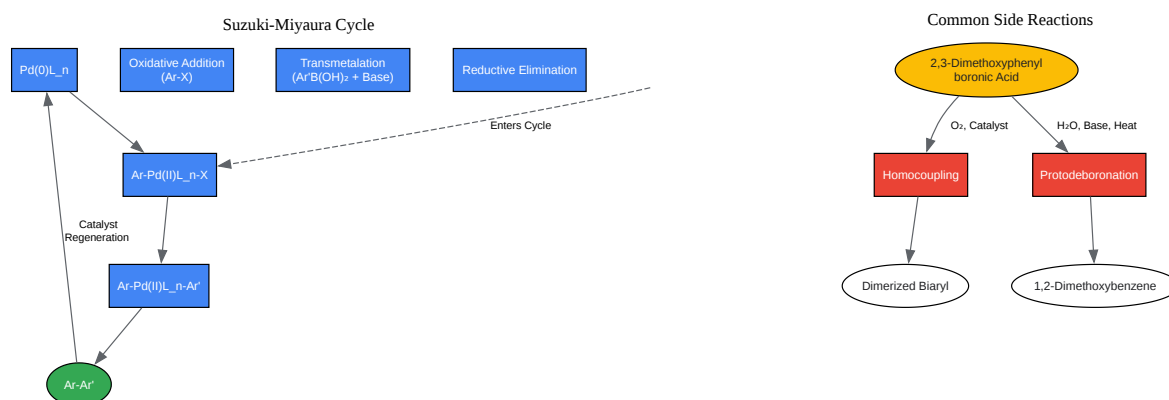 Suzuki-Miyaura Cycle
Pd(0)L_n
Oxidative Addition
(Ar-X)
Transmetalation
(Ar'B(OH)₂ + Base)
Reductive Elimination
Enters Cycle
Ar-Pd(II)L_n-X
Catalyst
Regeneration
Ar-Pd(II)L_n-Ar'
Ar-Ar'
Common Side Reactions
2,3-Dimethoxyphenyl
boronic Acid
O₂, Catalyst
H₂O, Base, Heat
Homocoupling
Protodeboronation
Dimerized Biaryl
1,2-Dimethoxybenzene